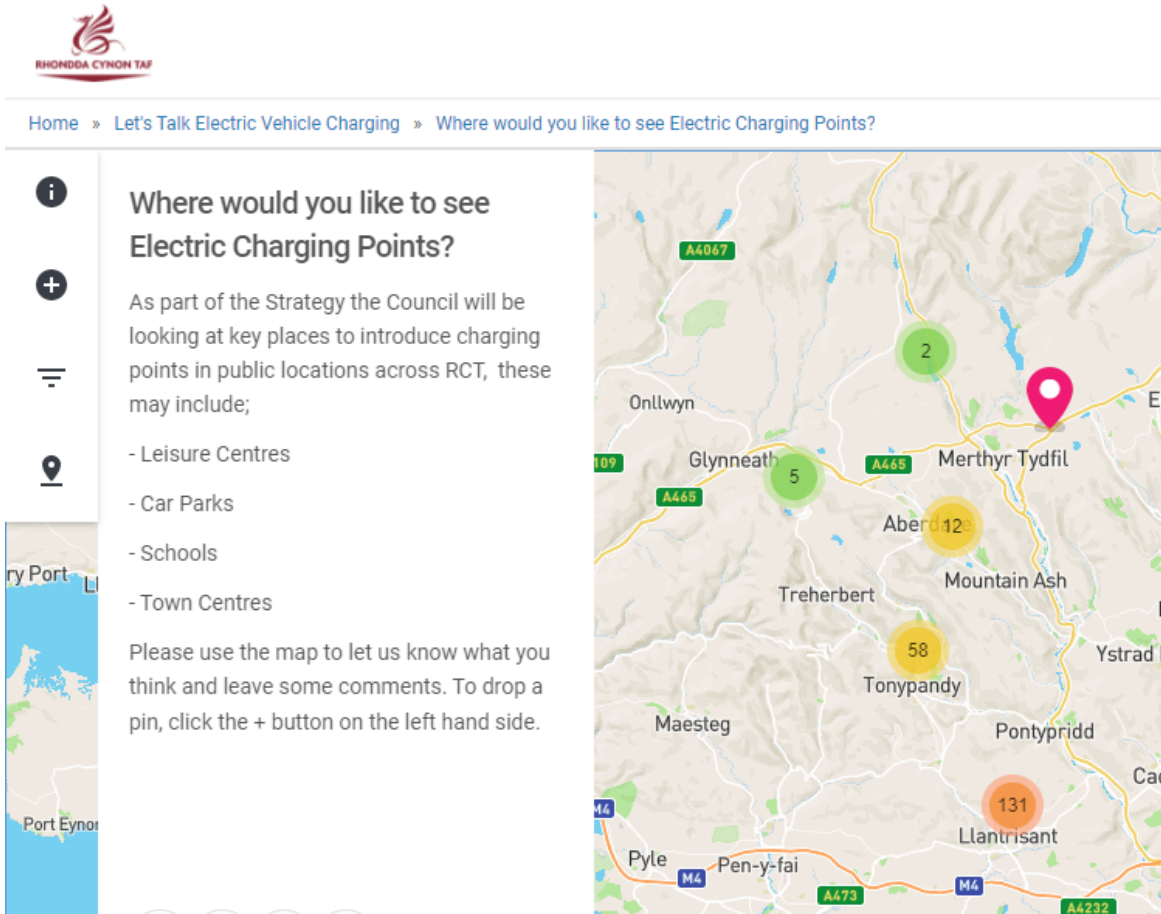 RHONDDA CYNON TAF
Home » Let's Talk Electric Vehicle Charging » Where would you like to see Electric Charging Points?
Where would you like to see
Electric Charging Points?
As part of the Strategy the Council will be
looking at key places to introduce charging
points in public locations across RCT, these
may include;
- Leisure Centres
- Car Parks
- Schools
- Town Centres
Please use the map to let us know what you
think and leave some comments. To drop a
pin, click the + button on the left hand side.
ry Port
Port Eynor
A4067
2
Onllwyn
109
Glynneath
5
A465
Merthyr Tydfil
A465
12
Mountain Ash
Treherbert
58
Ystrad
Tonypandy
Maesteg
Pontypridd
131
M4
Llantrisant
Pyle
M4
Pen-y-fai
A473
M4
A4232